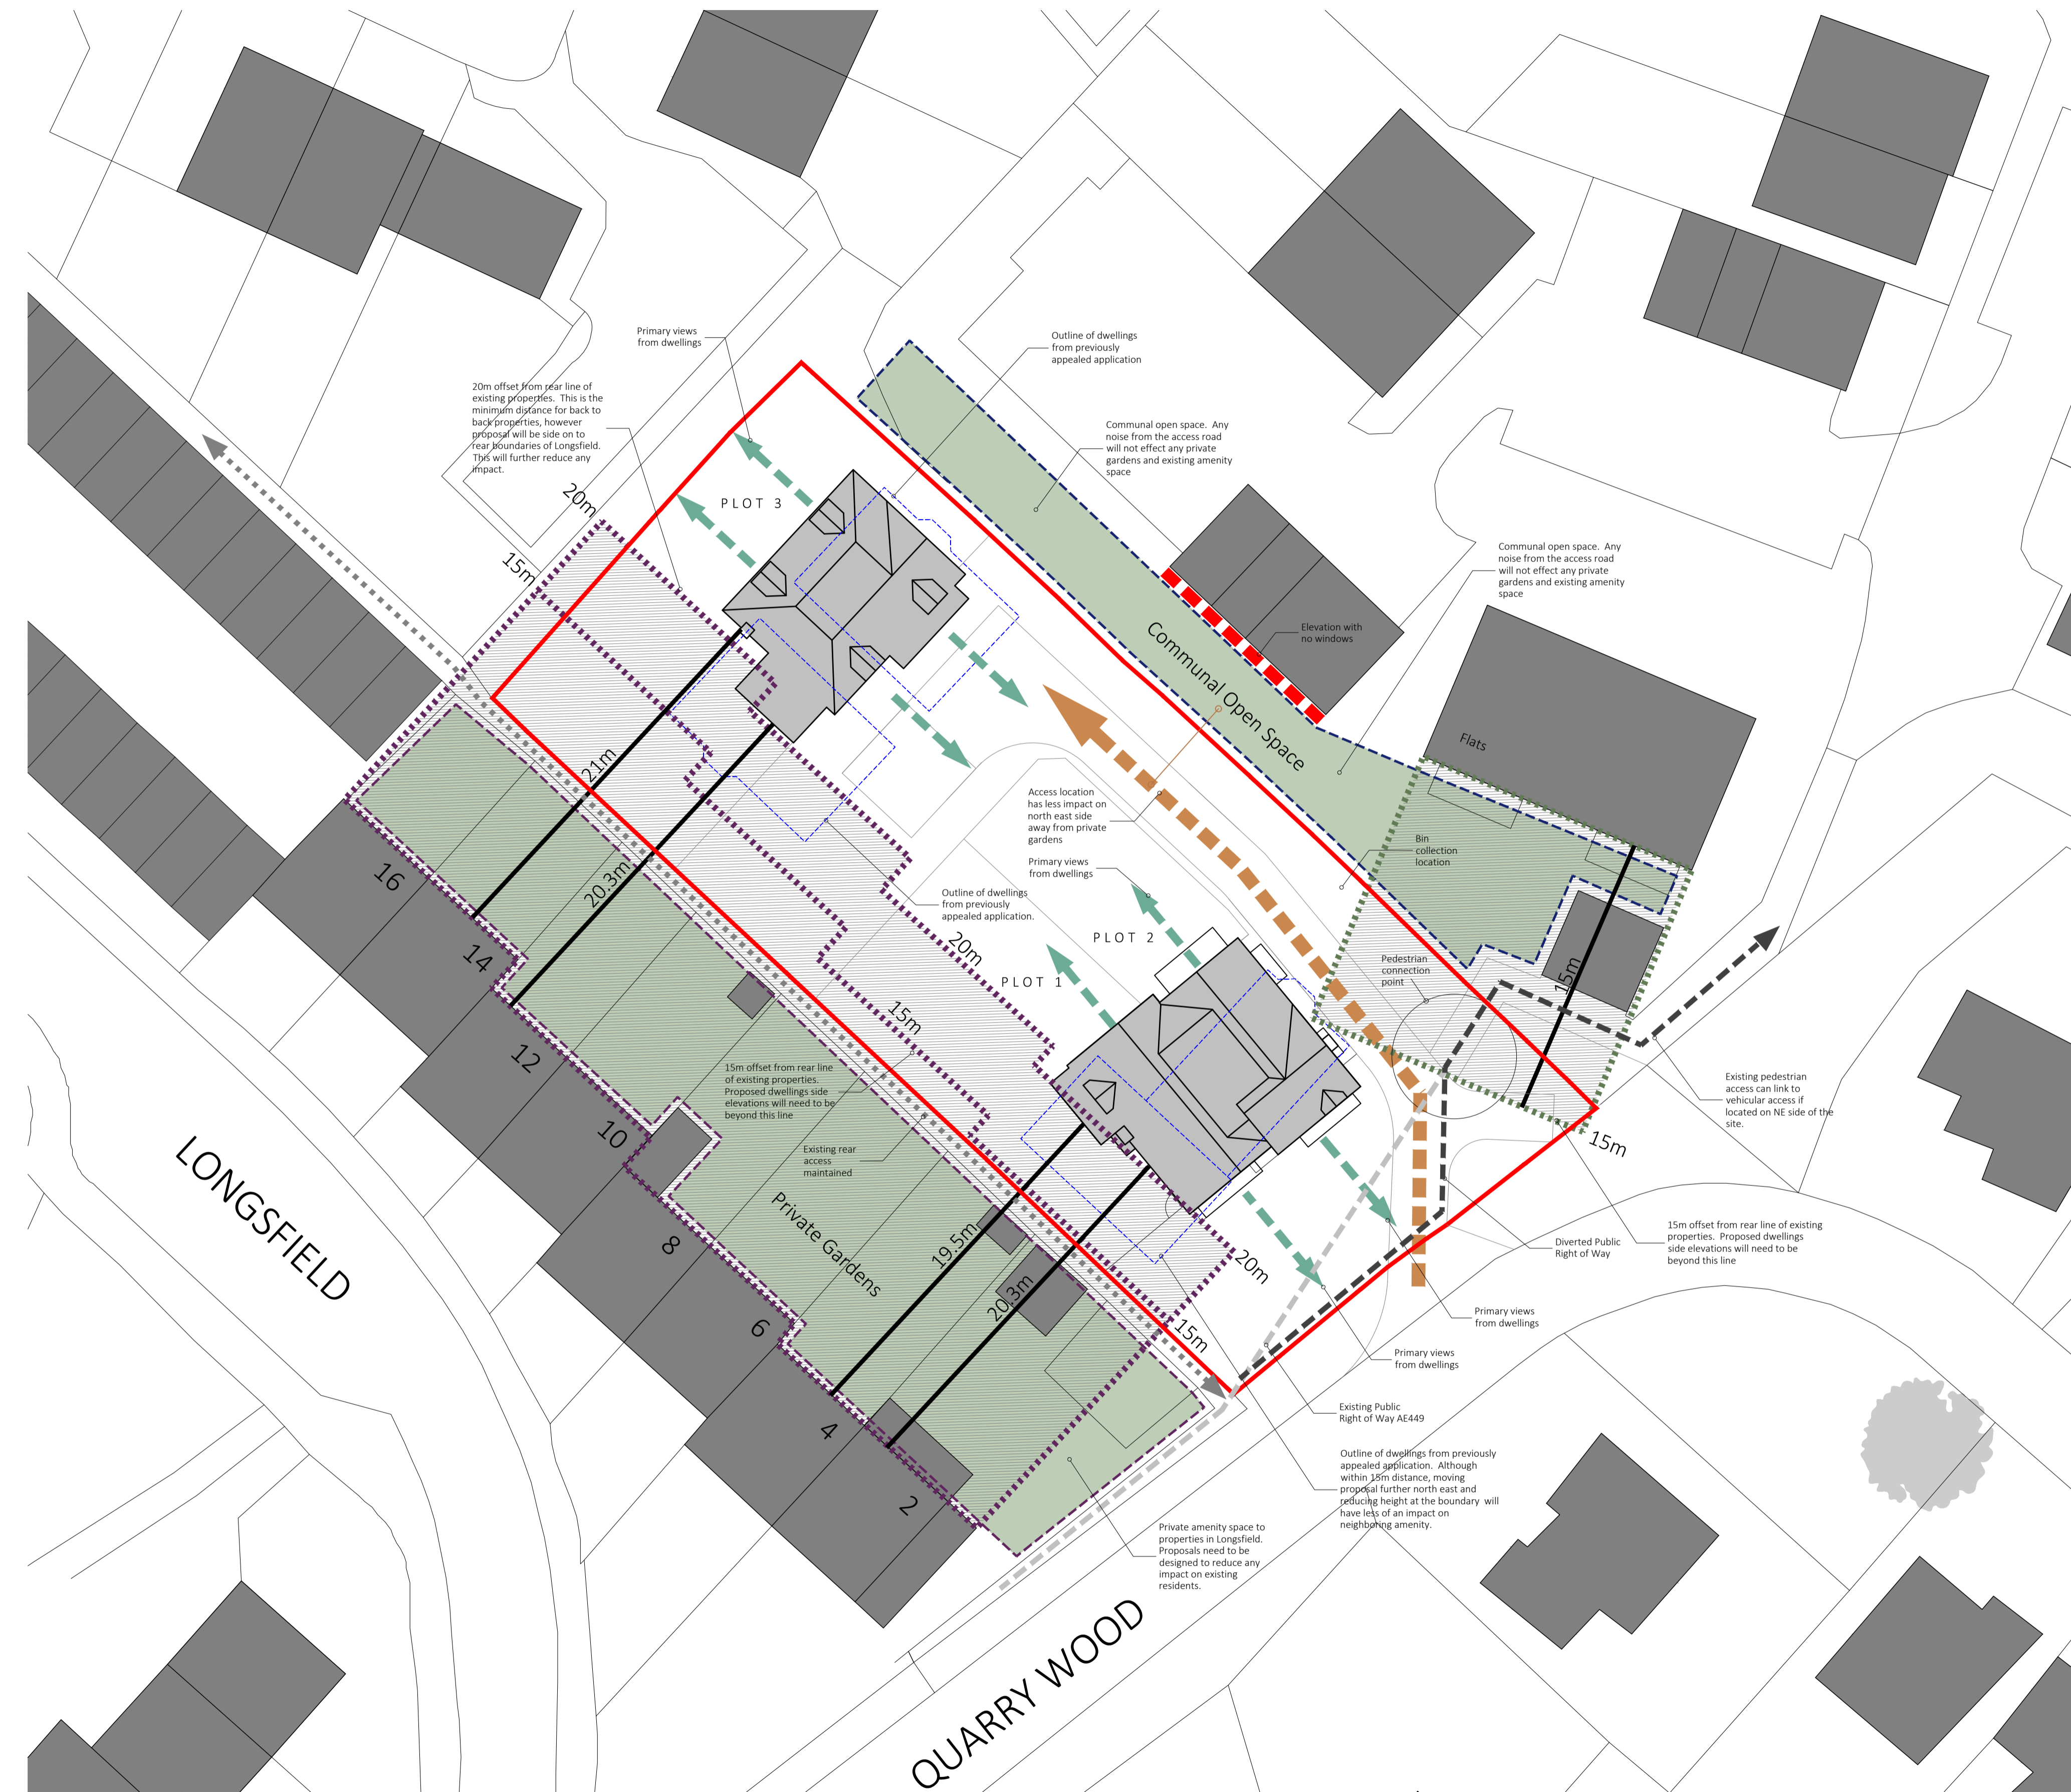 Primary views
from dwellings
Outline of dwellings
from previously
appealed application
20m offset from rear line of
existing properties. This is the
minimum distance for back to
back properties, however
proposal will be side on to
rear boundaries of Longsfield.
This will further reduce any
impact.
Communal open space. Any
noise from the access road
will not effect any private
gardens and existing amenity
space
PLOT 3
20m
15m
Communal open space. Any
noise from the access road
will not effect any private
gardens and existing amenity
space
Elevation with
no windows
Communal Open Space
Flats
21m
20.3m
Access location
has less impact on
north east side
away from private
gardens
Bin
collection
location
Primary views
from dwellings
Outline of dwellings
from previously
appealed application.
PLOT 2
PLOT 1
20m
15m
Pedestrian
connection
point
15m
16
14
12
10
8
6
4
2
15m offset from rear line
of existing properties.
Proposed dwellings side
elevations will need to be
beyond this line
Existing rear
access
maintained
Existing pedestrian
access can link to
vehicular access if
located on NE side of the
site.
15m
LONGSFIELD
Private Gardens
19.5m
20.3m
20m
15m
Diverted Public
Right of Way
15m offset from rear line of existing
properties. Proposed dwellings
side elevations will need to be
beyond this line
Primary views
from dwellings
Primary views
from dwellings
Existing Public
Right of Way AE449
Outline of dwellings from previously
appealed application. Although
within 15m distance, moving
proposal further north east and
reducing height at the boundary will
have less of an impact on
neighboring amenity.
Private amenity space to
properties in Longsfield.
Proposals need to be
designed to reduce any
impact on existing
residents.
QUARRY WOOD